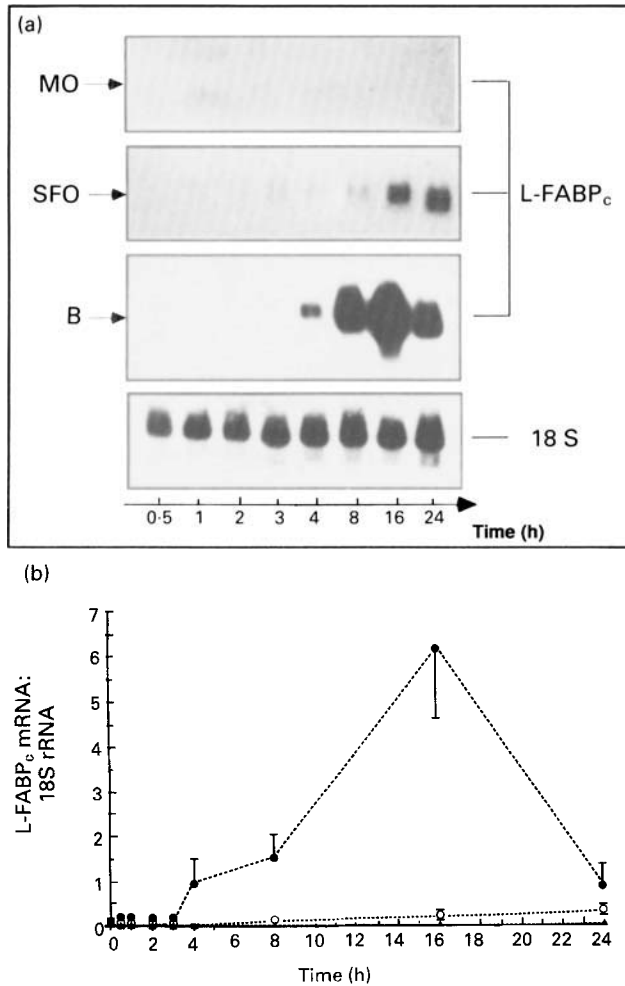 (a)
MO
SFO
L-FABPc
B
18 S
0·5 1 2 3 4 8 16 24
Time (h)
(b)
7
6
5
4
3
2
1
0
L-FABPc mRNA:
18S rRNA
0 2 4 6 8 10 12 14 16 18 20 22 24
Time (h)